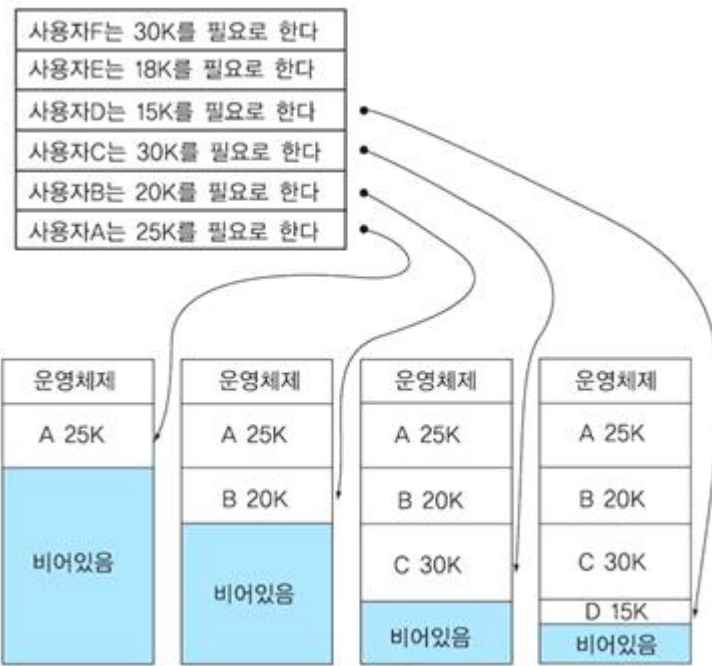 사용자F는 30K를 필요로 한다
사용자E는 18K를 필요로 한다
사용자D는 15K를 필요로 한다
사용자C는 30K를 필요로 한다
사용자B는 20K를 필요로 한다
사용자A는 25K를 필요로 한다
운영체제
A 25K
비어있음
운영체제
A 25K
B 20K
비어있음
운영체제
A 25K
B 20K
C 30K
비어있음
운영체제
A 25K
B 20K
C 30K
D 15K
비어있음